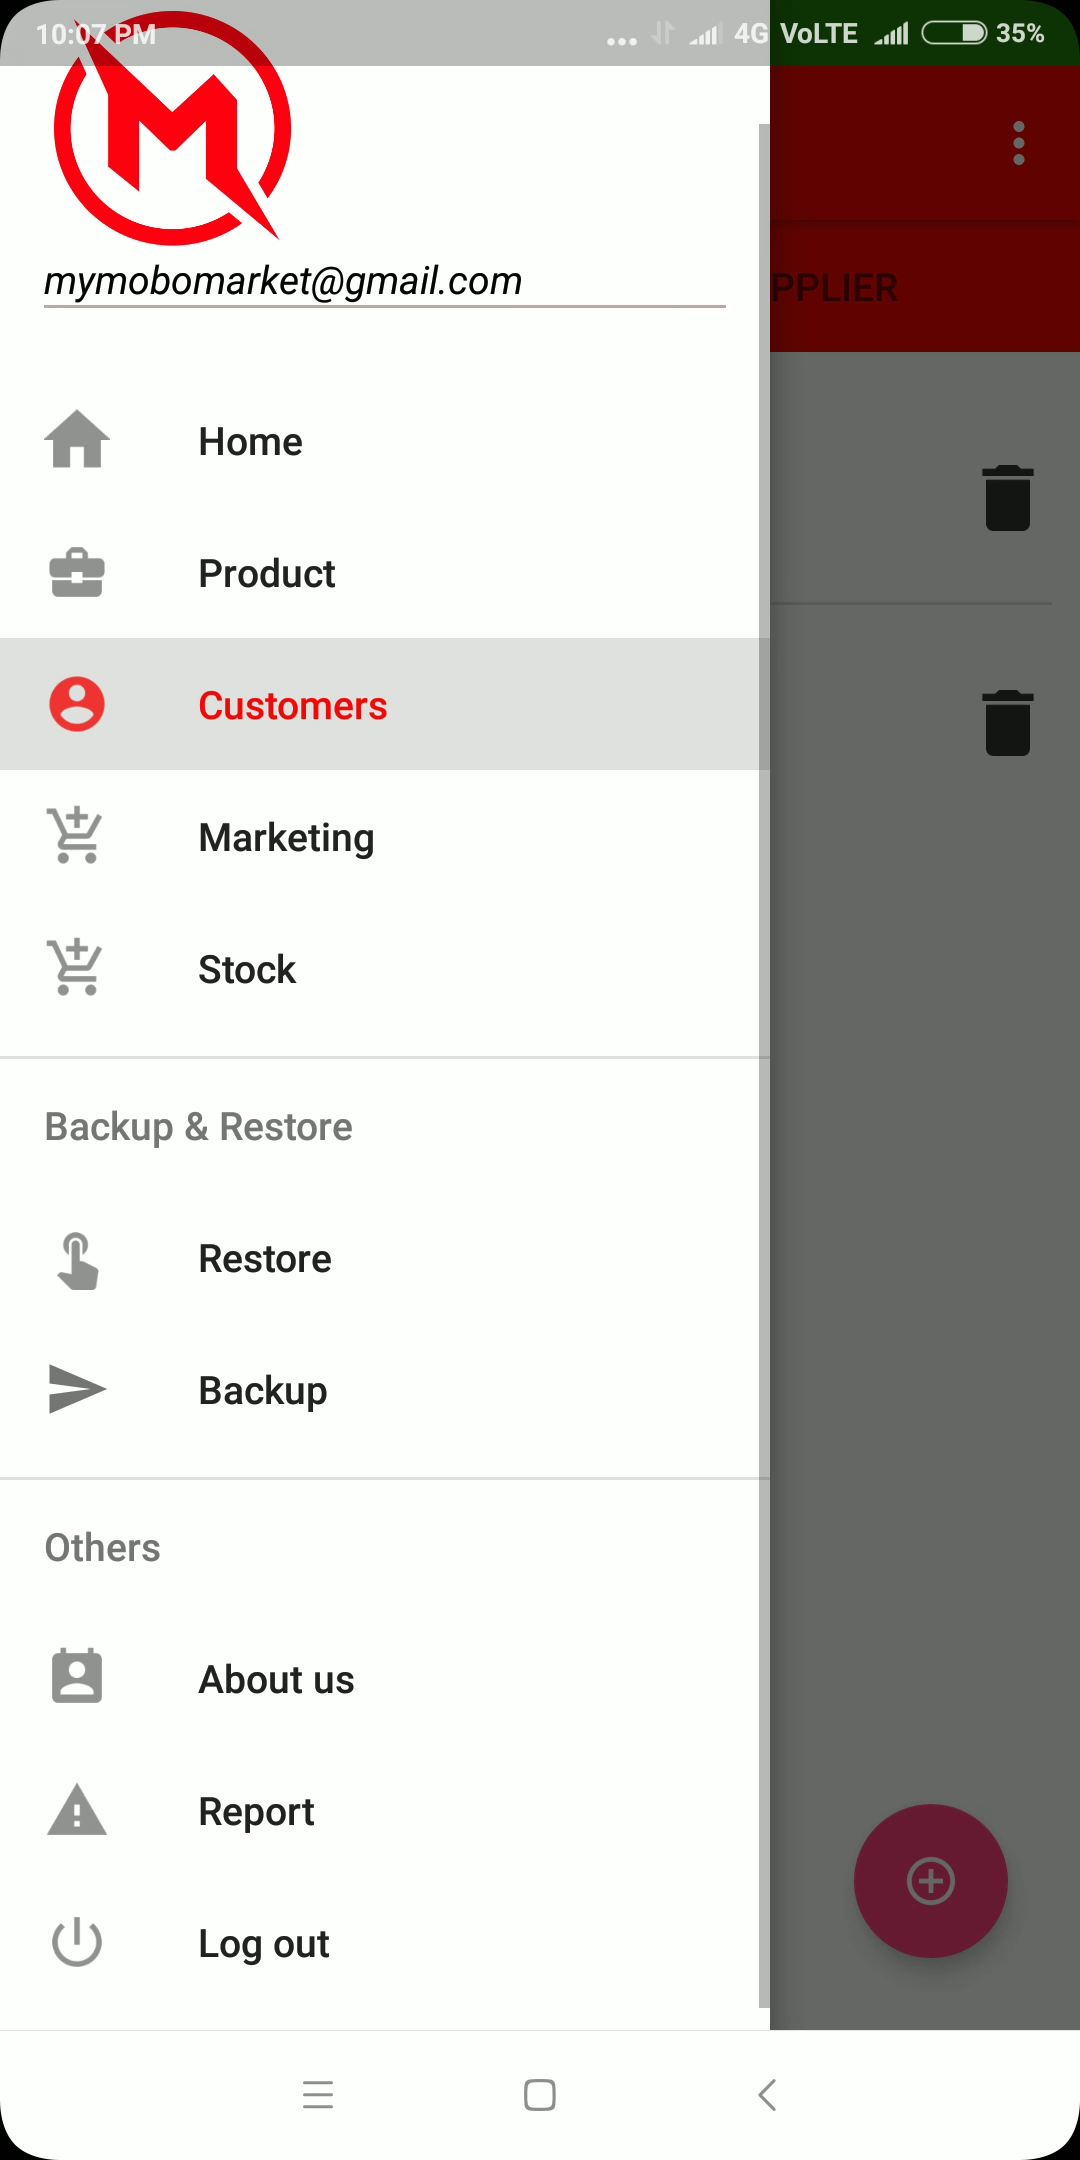 10:07 PM ... 4G VoLTE 35%
mymobomarket@gmail.com
PPLIER
Home
Product
Customers
Marketing
Stock
Backup & Restore
Restore
Backup
Others
About us
Report
Log out